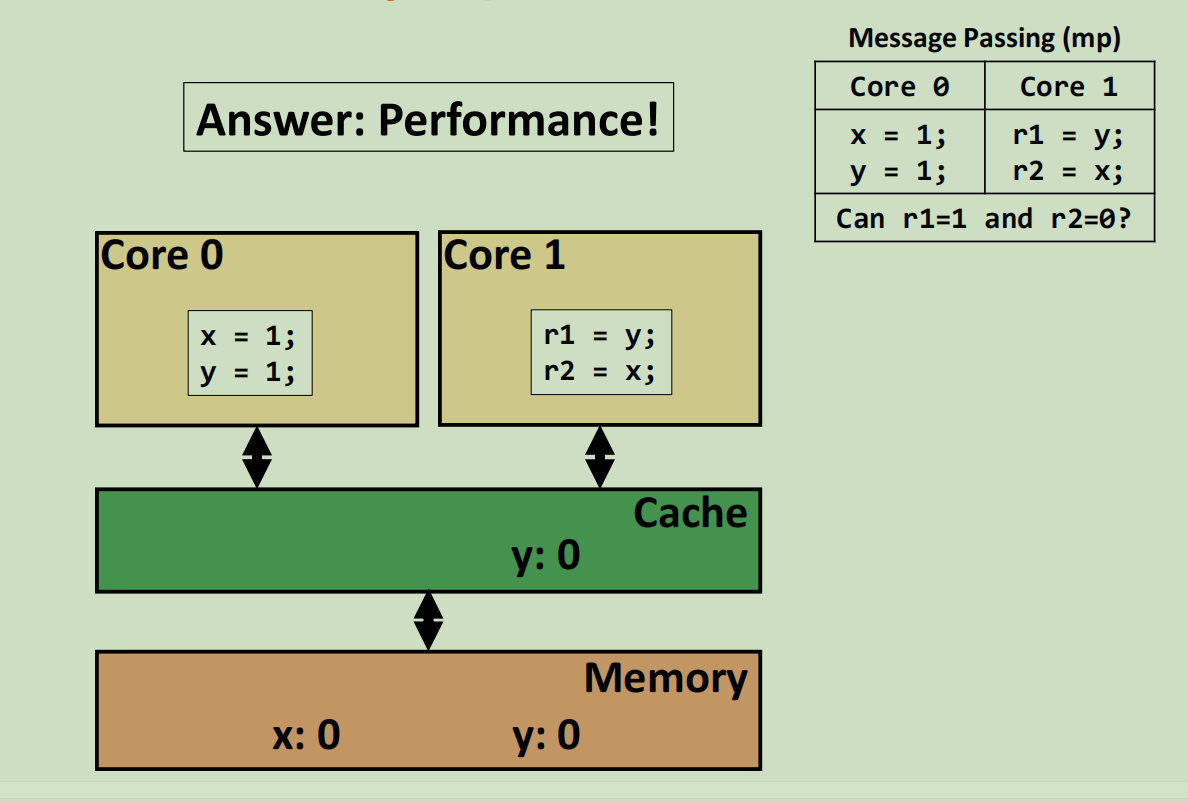 Message Passing (mp)
Core 0 Core 1
x = 1; r1 = y;
y = 1; r2 = x;
Can r1=1 and r2=0?
Answer: Performance!
Core 0
x = 1;
y = 1;
Core 1
r1 = y;
r2 = x;
Cache
y: 0
Memory
x: 0 y: 0